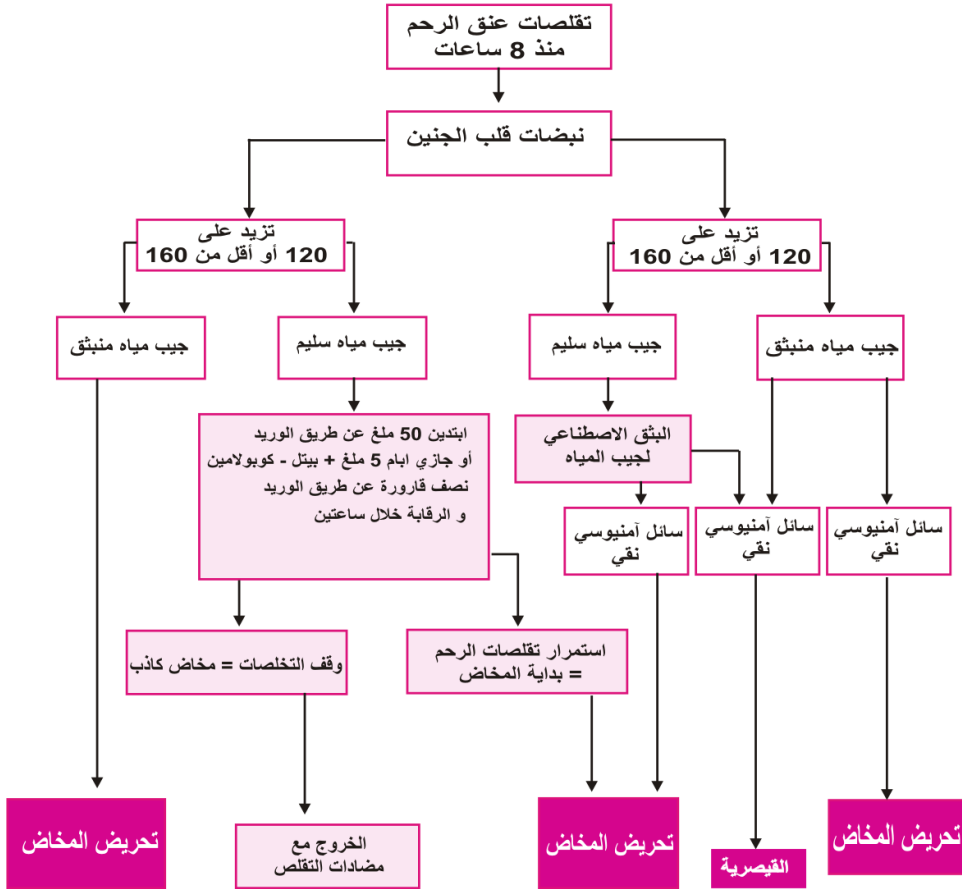 تقلصات عنق الرحم
منذ 8 ساعات
نبضات قلب الجنين
تزيد على
120 أو أقل من 160
تزيد على
120 أو أقل من 160
جيب مياه منبثق
جيب مياه سليم
جيب مياه سليم
جيب مياه منبثق
البثق الاصطناعي
لجيب المياه
ابتدين 50 ملغ عن طريق الوريد
أو جازي ابام 5 ملغ + بيتل - كوبولامين
نصف قارورة عن طريق الوريد
و الرقابة خلال ساعتين
سائل آمنيوسي
نقي
سائل آمنيوسي
نقي
سائل آمنيوسي
نقي
استمرار تقلصات الرحم
= بداية المخاض
وقف التخلصات = مخاض كاذب
تحريض المخاض
القيصرية
تحريض المخاض
الخروج مع
مضادات التقلص
تحريض المخاض